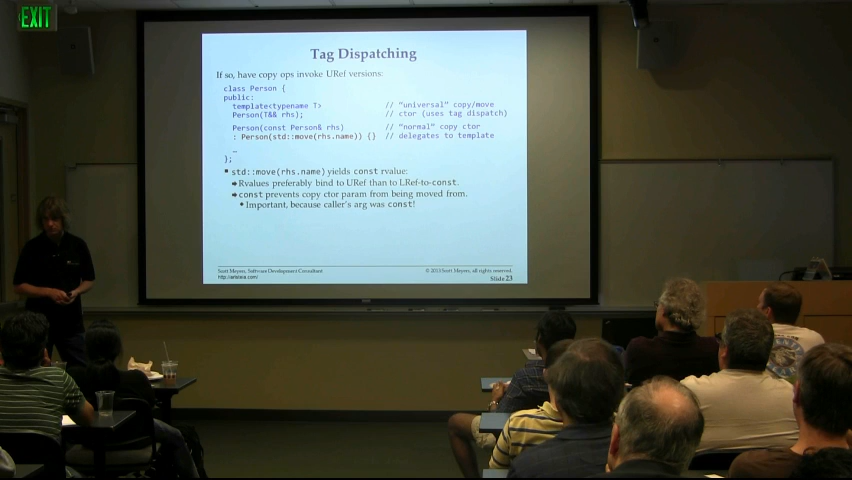 EXIT
Tag Dispatching
If so, have copy ops invoke URef versions:
class Person {
public:
template<typename T> // "universal" copy/move
Person(T&& rhs); // ctor (uses tag dispatch)
Person(const Person& rhs) // "normal" copy ctor
: Person(std::move(rhs.name)) {} // delegates to template
…
};
▪ std::move(rhs.name) yields const rvalue:
➔ Rvalues preferably bind to URef than to LRef-to-const.
➔ const prevents copy ctor param from being moved from.
• Important, because caller's arg was const!
Scott Meyers, Software Development Consultant © 2013 Scott Meyers, all rights reserved.
http://aristeia.com/ Slide 23